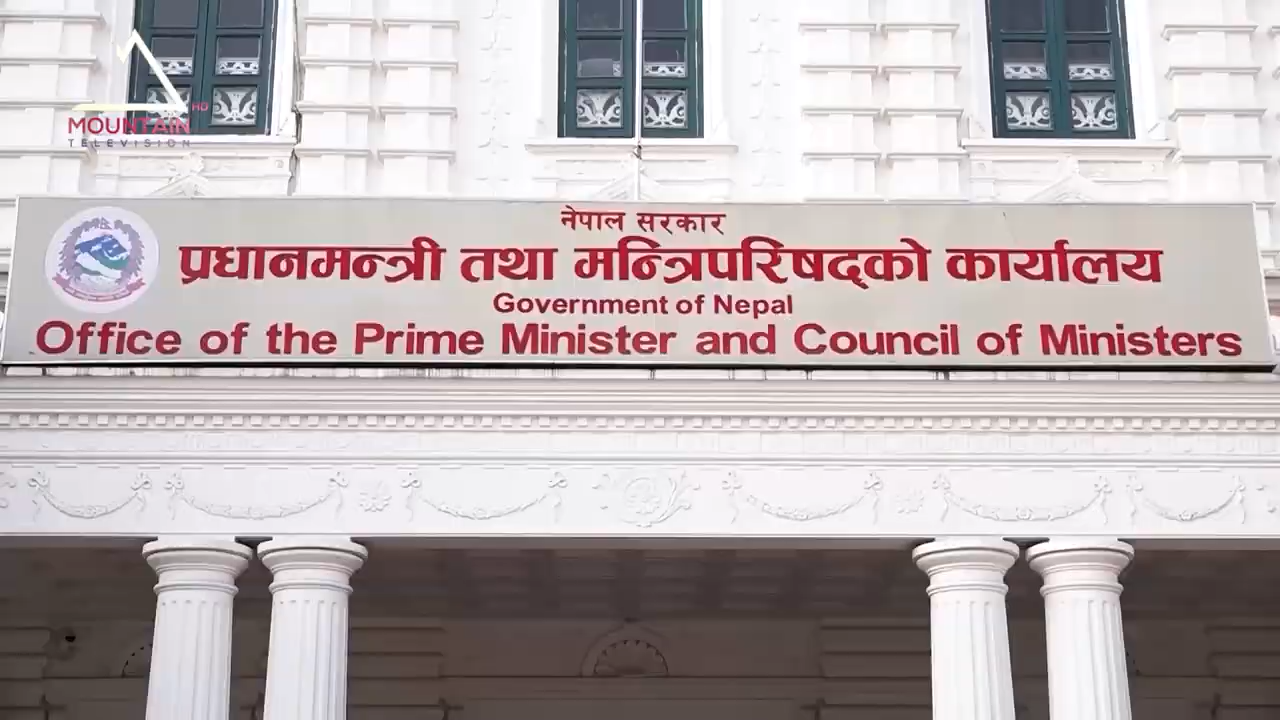 HD
MOUNTAIN
TELEVISION
नेपाल सरकार
प्रधानमन्त्री तथा मन्त्रिपरिषद्को कार्यालय
Government of Nepal
Office of the Prime Minister and Council of Ministers